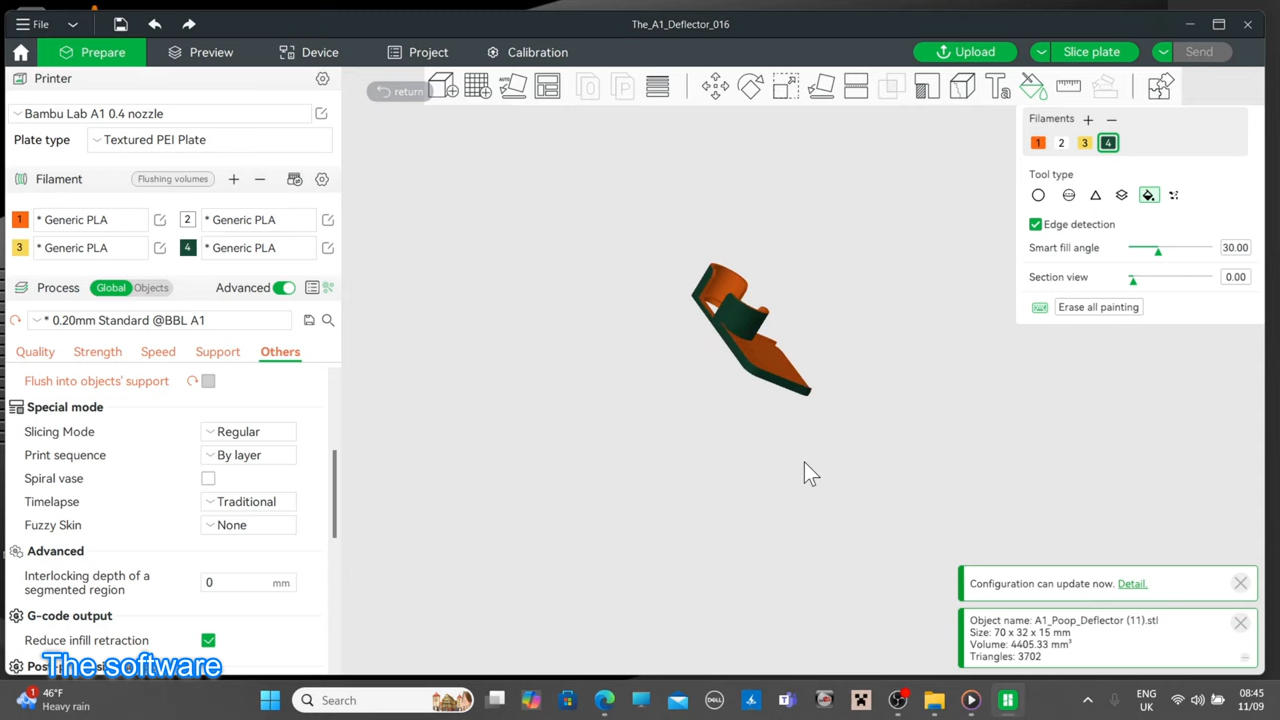 File
The_A1_Deflector_016
Prepare
Preview
Device
Project
Calibration
Upload
Slice plate
Send
Printer
return
Bambu Lab A1 0.4 nozzle
Plate type
Textured PEI Plate
Filament
Flushing volumes
1 * Generic PLA
2 * Generic PLA
3 * Generic PLA
4 * Generic PLA
Process
Global
Objects
Advanced
* 0.20mm Standard @BBL A1
Quality
Strength
Speed
Support
Others
Flush into objects' support
Special mode
Slicing Mode
Regular
Print sequence
By layer
Spiral vase
Timelapse
Traditional
Fuzzy Skin
None
Advanced
Interlocking depth of a
segmented region
0 mm
G-code output
Reduce infill retraction
The software
Filaments
1 2 3 4
Tool type
Edge detection
Smart fill angle
30.00
Section view
0.00
Erase all painting
Configuration can update now. Detail.
Object name: A1_Poop_Deflector (11).stl
Size: 70 x 32 x 15 mm
Volume: 4405.33 mm³
Triangles: 3702
1
46°F
Heavy rain
Search
DELL
ENG
UK
08:45
11/09